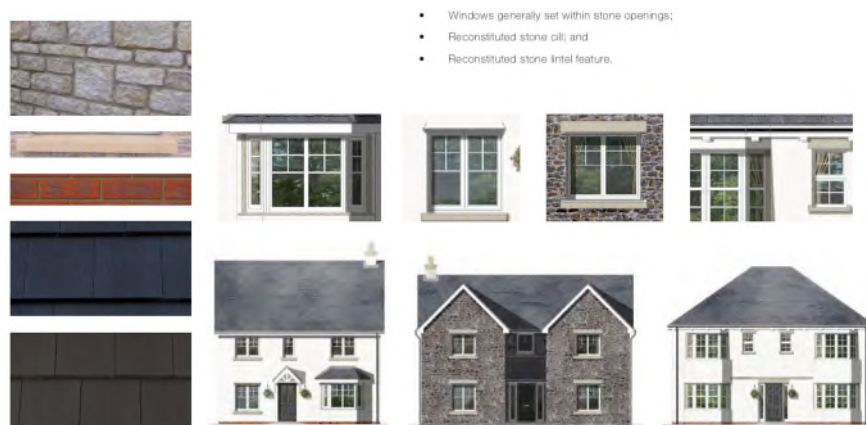 • Windows generally set within stone openings;
• Reconstituted stone cill; and
• Reconstituted stone lintel feature.